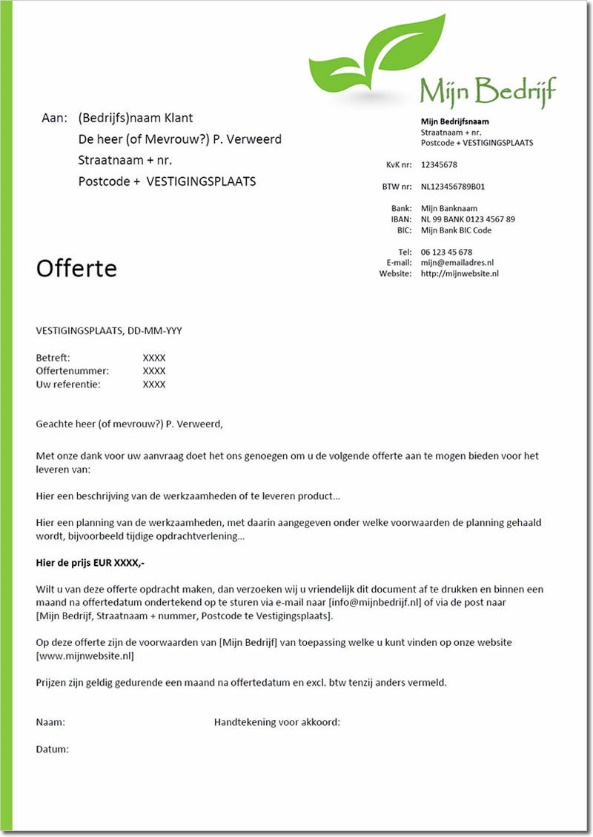 Mijn Bedrijf
Mijn Bedrijfsnaam
Straatnaam + nr.
Postcode + VESTIGINGSPLAATS
KvK nr: 12345678
BTW nr: NL123456789B01
Bank: Mijn Banknaam
IBAN: NL 99 BANK 0123 4567 89
BIC: Mijn Bank BIC Code
Tel: 06 123 45 678
E-mail: mijn@emailadres.nl
Website: http://mijnwebsite.nl
Aan: (Bedrijfs)naam Klant
De heer (of Mevrouw?) P. Verweerd
Straatnaam + nr.
Postcode + VESTIGINGSPLAATS
Offerte
VESTIGINGSPLAATS, DD-MM-YYY
Betreft: XXXX
Offertenummer: XXXX
Uw referentie: XXXX
Geachte heer (of mevrouw?) P. Verweerd,
Met onze dank voor uw aanvraag doet het ons genoegen om u de volgende offerte aan te mogen bieden voor het
leveren van:
Hier een beschrijving van de werkzaamheden of te leveren product...
Hier een planning van de werkzaamheden, met daarin aangegeven onder welke voorwaarden de planning gehaald
wordt, bijvoorbeeld tijdige opdrachtverlening...
Hier de prijs EUR XXXX,-
Wilt u van deze offerte opdracht maken, dan verzoeken wij u vriendelijk dit document af te drukken en binnen een
maand na offertedatum ondertekend op te sturen via e-mail naar [info@mijnbedrijf.nl] of via de post naar
[Mijn Bedrijf, Straatnaam + nummer, Postcode te Vestigingsplaats].
Op deze offerte zijn de voorwaarden van [Mijn Bedrijf] van toepassing welke u kunt vinden op onze website
[www.mijnwebsite.nl]
Prijzen zijn geldig gedurende een maand na offertedatum en excl. btw tenzij anders vermeld.
Naam: Handtekening voor akkoord:
Datum: